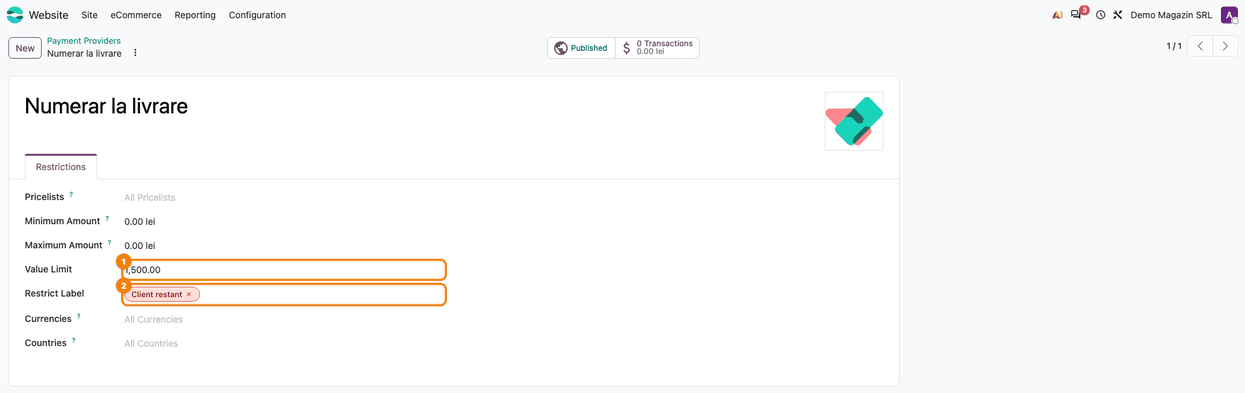 Website Site eCommerce Reporting Configuration AI 3 Demo Magazin SRL A
New Payment Providers Published 0 Transactions 1 / 1
Numerar la livrare 0.00 lei
Numerar la livrare
Restrictions
Pricelists ? All Pricelists
Minimum Amount ? 0.00 lei
Maximum Amount ? 0.00 lei
1
Value Limit 1,500.00
2
Restrict Label Client restant ×
Currencies ? All Currencies
Countries ? All Countries